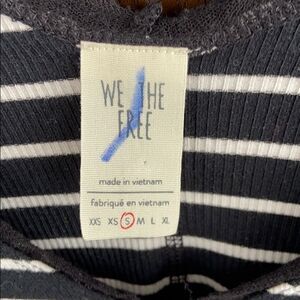 WE THE
FREE
made in vietnam
fabriqué en vietnam
XXS XS S M L XL